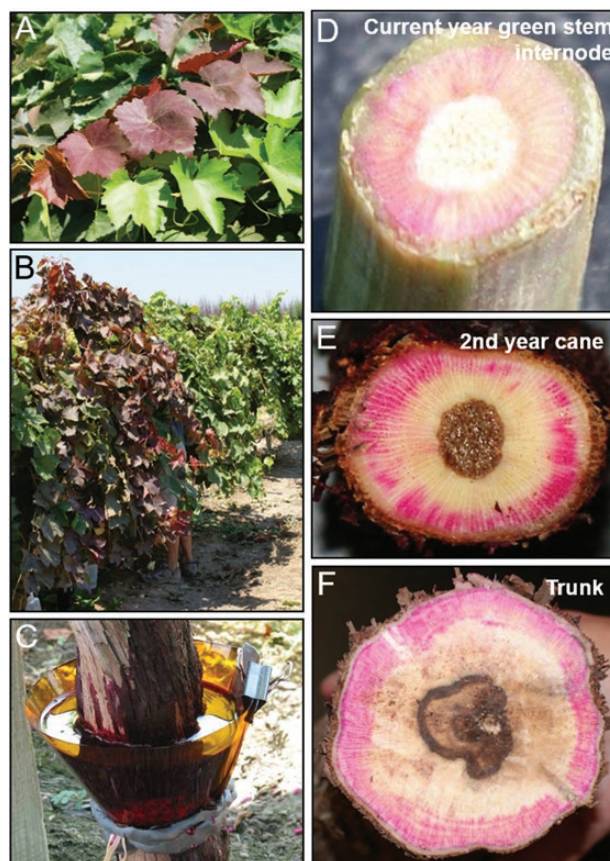 A
B
C
D
Current year green stem
internode
E
2nd year cane
F
Trunk